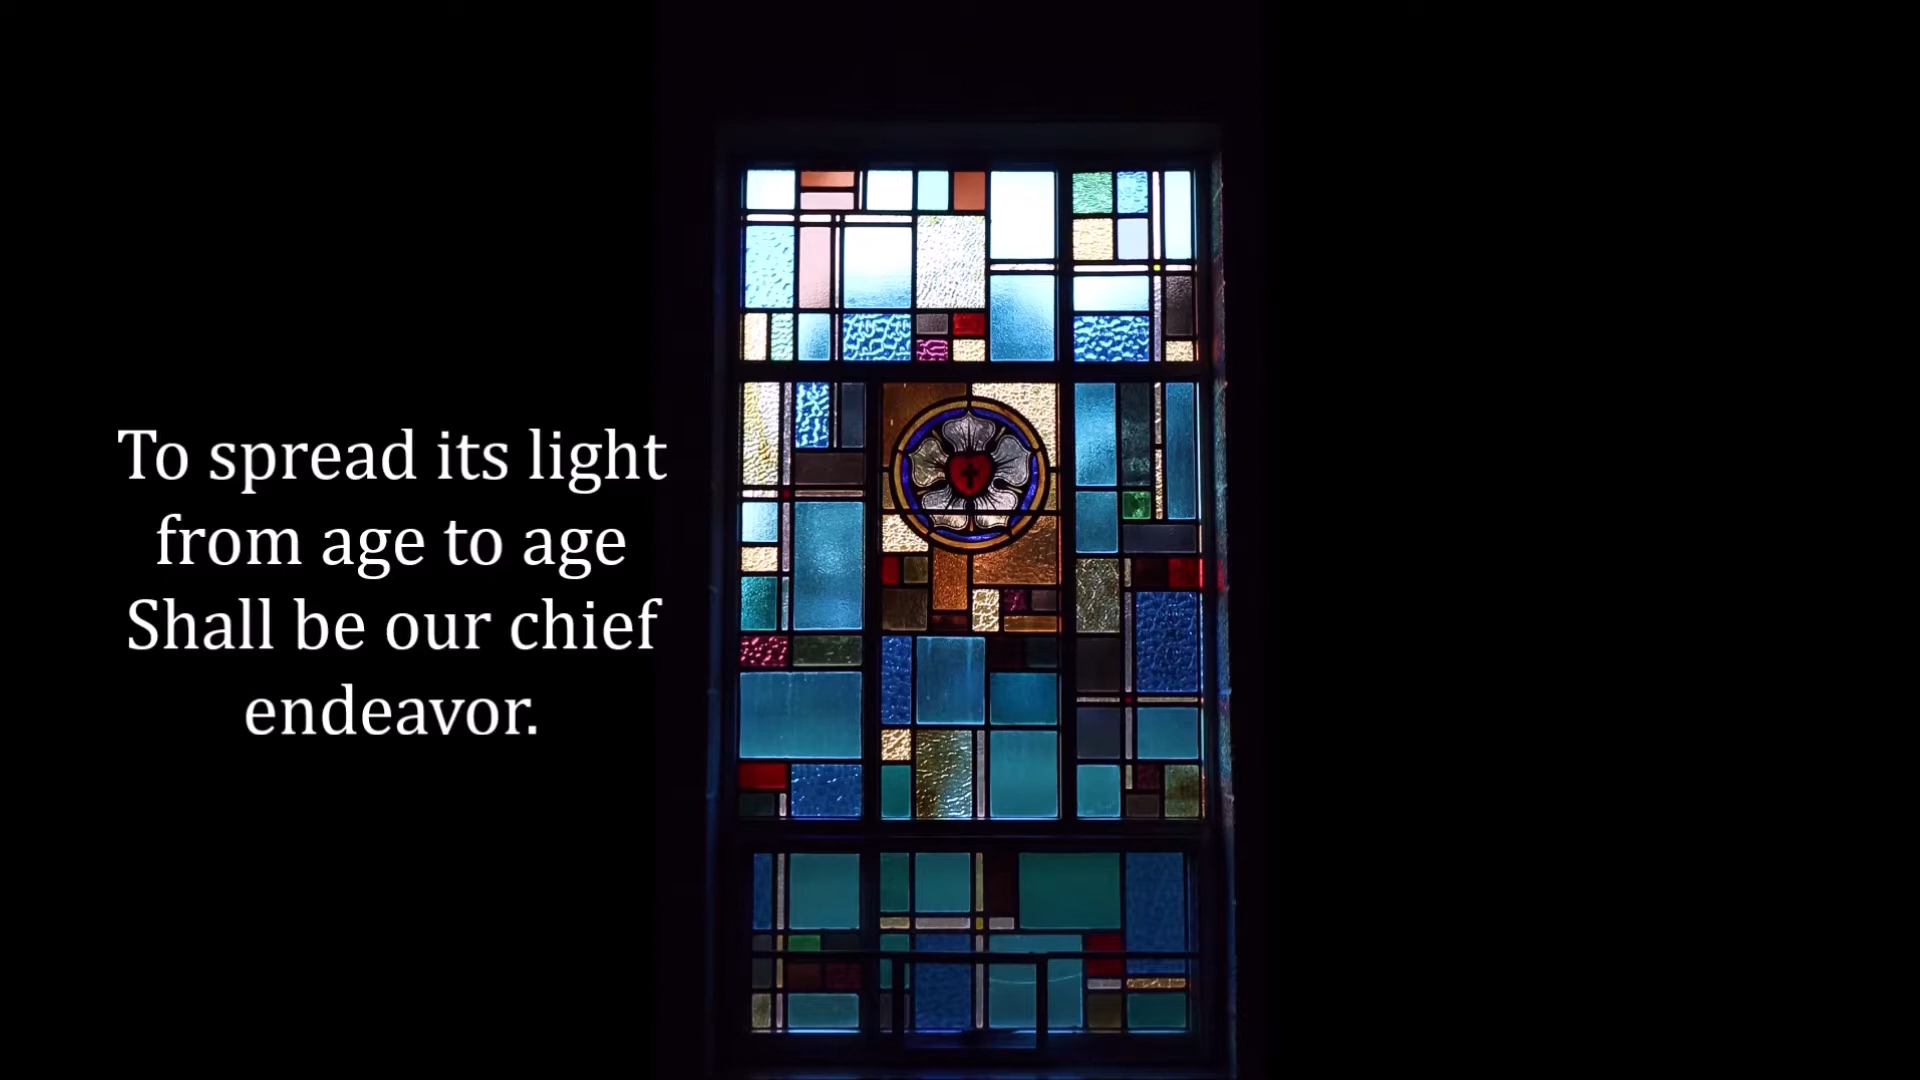 To spread its light
from age to age
Shall be our chief
endeavor.